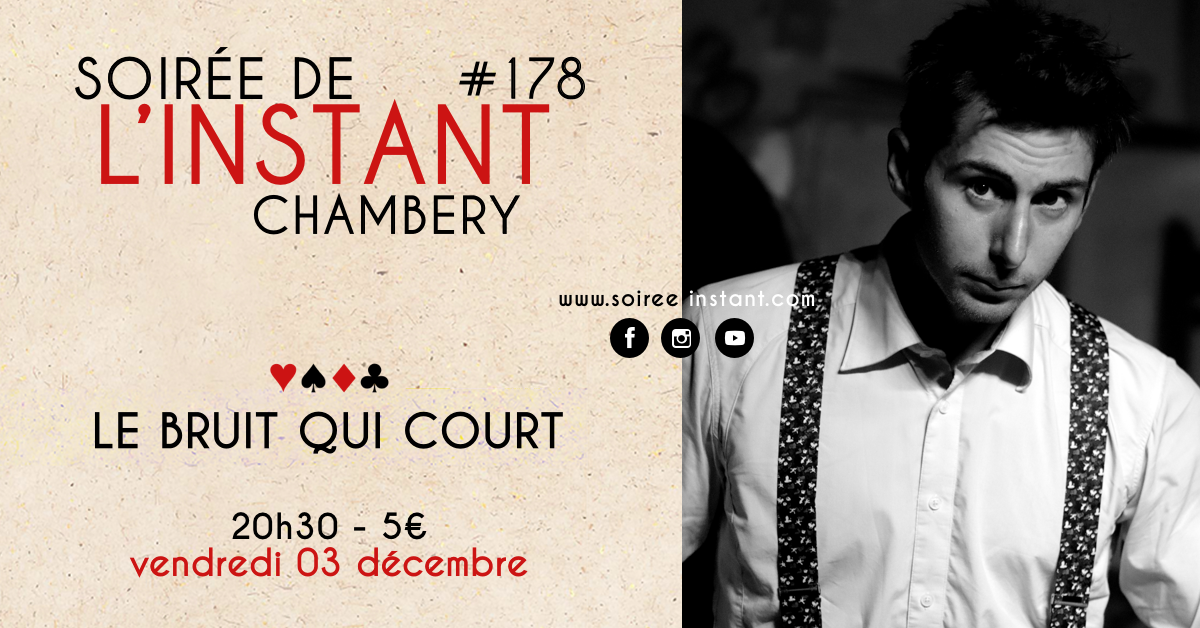 SOIRÉE DE #178
L'INSTANT
CHAMBERY
www.soiree-instant.com
LE BRUIT QUI COURT
20h30 - 5€
vendredi 03 décembre